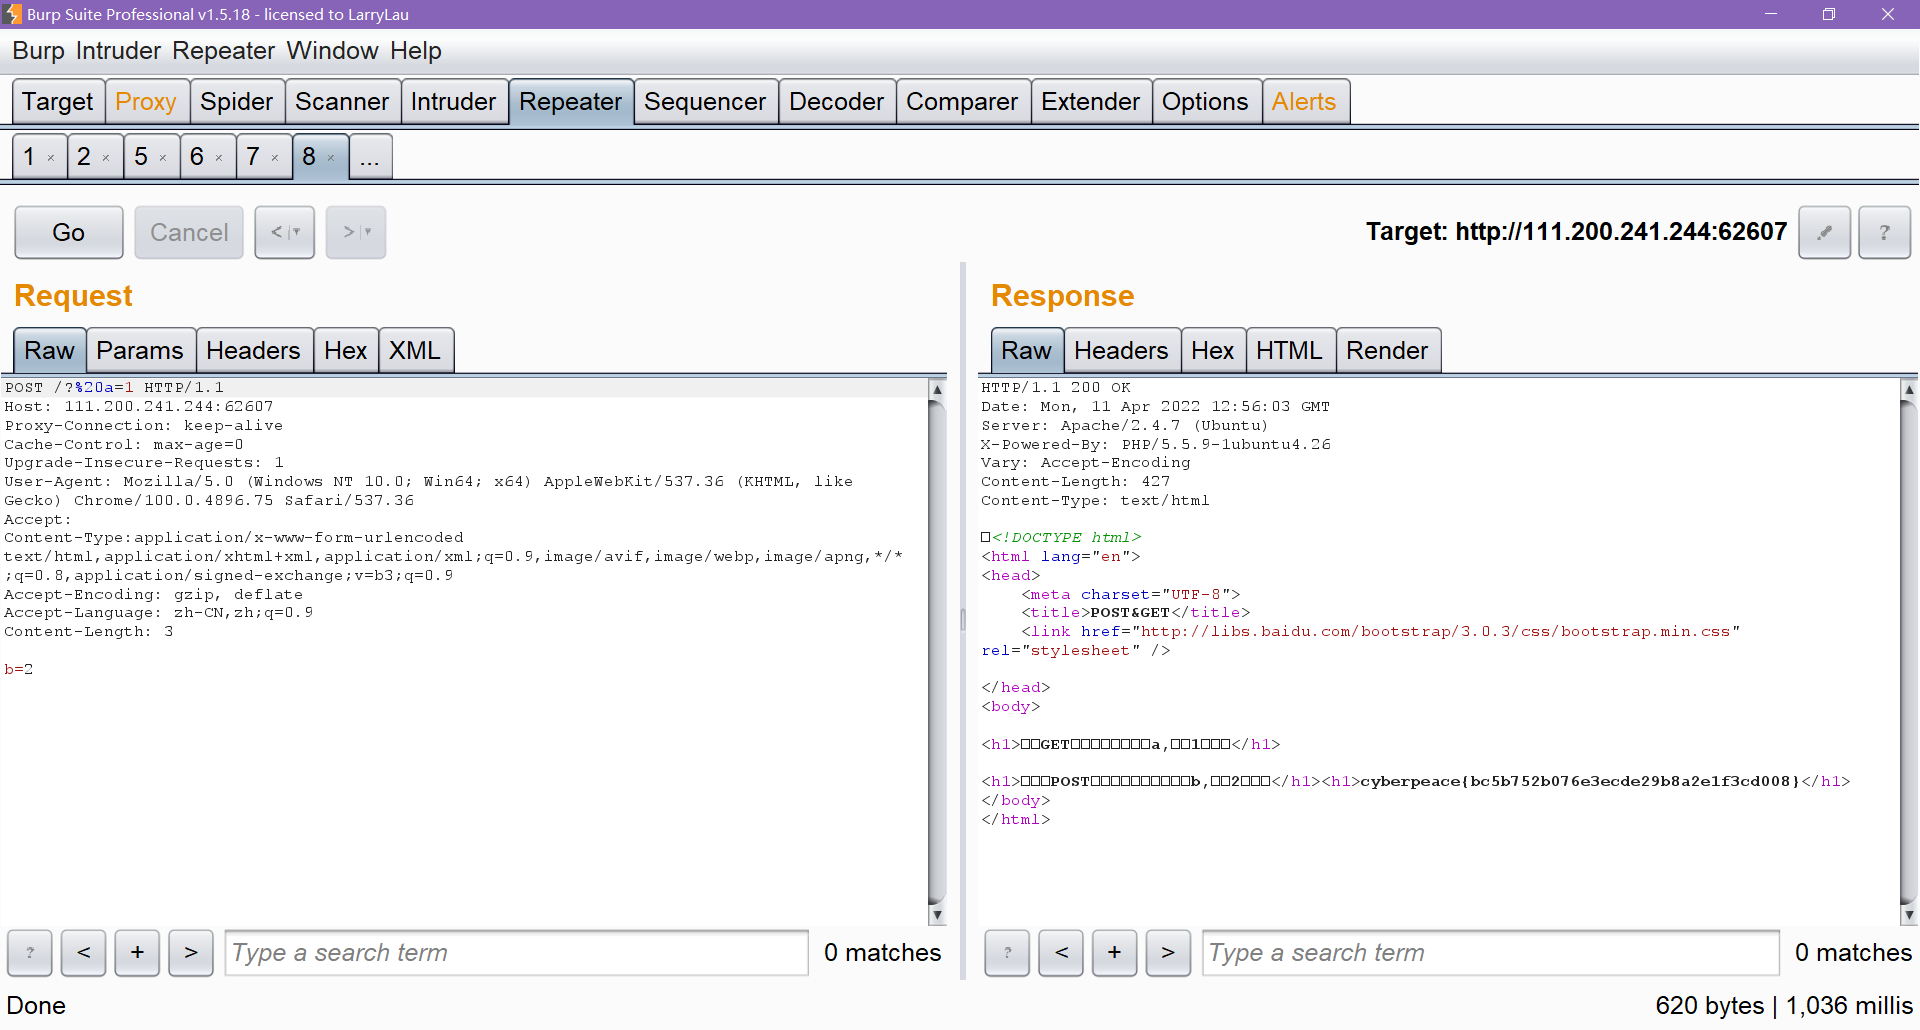 Burp Suite Professional v1.5.18 - licensed to LarryLau
Burp Intruder Repeater Window Help
Target Proxy Spider Scanner Intruder Repeater Sequencer Decoder Comparer Extender Options Alerts
1 × 2 × 5 × 6 × 7 × 8 × ...
Go Cancel < > Target: http://111.200.241.244:62607 ?
Request
Raw Params Headers Hex XML
POST /?%20a=1 HTTP/1.1
Host: 111.200.241.244:62607
Proxy-Connection: keep-alive
Cache-Control: max-age=0
Upgrade-Insecure-Requests: 1
User-Agent: Mozilla/5.0 (Windows NT 10.0; Win64; x64) AppleWebKit/537.36 (KHTML, like
Gecko) Chrome/100.0.4896.75 Safari/537.36
Accept:
Content-Type:application/x-www-form-urlencoded
text/html,application/xhtml+xml,application/xml;q=0.9,image/avif,image/webp,image/apng,*/*
;q=0.8,application/signed-exchange;v=b3;q=0.9
Accept-Encoding: gzip, deflate
Accept-Language: zh-CN,zh;q=0.9
Content-Length: 3
b=2
? < + > Type a search term 0 matches
Response
Raw Headers Hex HTML Render
HTTP/1.1 200 OK
Date: Mon, 11 Apr 2022 12:56:03 GMT
Server: Apache/2.4.7 (Ubuntu)
X-Powered-By: PHP/5.5.9-1ubuntu4.26
Vary: Accept-Encoding
Content-Length: 427
Content-Type: text/html
□<!DOCTYPE html>
<html lang="en">
<head>
<meta charset="UTF-8">
<title>POST&GET</title>
<link href="http://libs.baidu.com/bootstrap/3.0.3/css/bootstrap.min.css"
rel="stylesheet" />
</head>
<body>
<h1>□□GET□□□□□□□□a,□□1□□□</h1>
<h1>□□□POST□□□□□□□□□□b,□□2□□□</h1><h1>cyberpeace{bc5b752b076e3ecde29b8a2e1f3cd008}</h1>
</body>
</html>
? < + > Type a search term 0 matches
Done
620 bytes | 1,036 millis